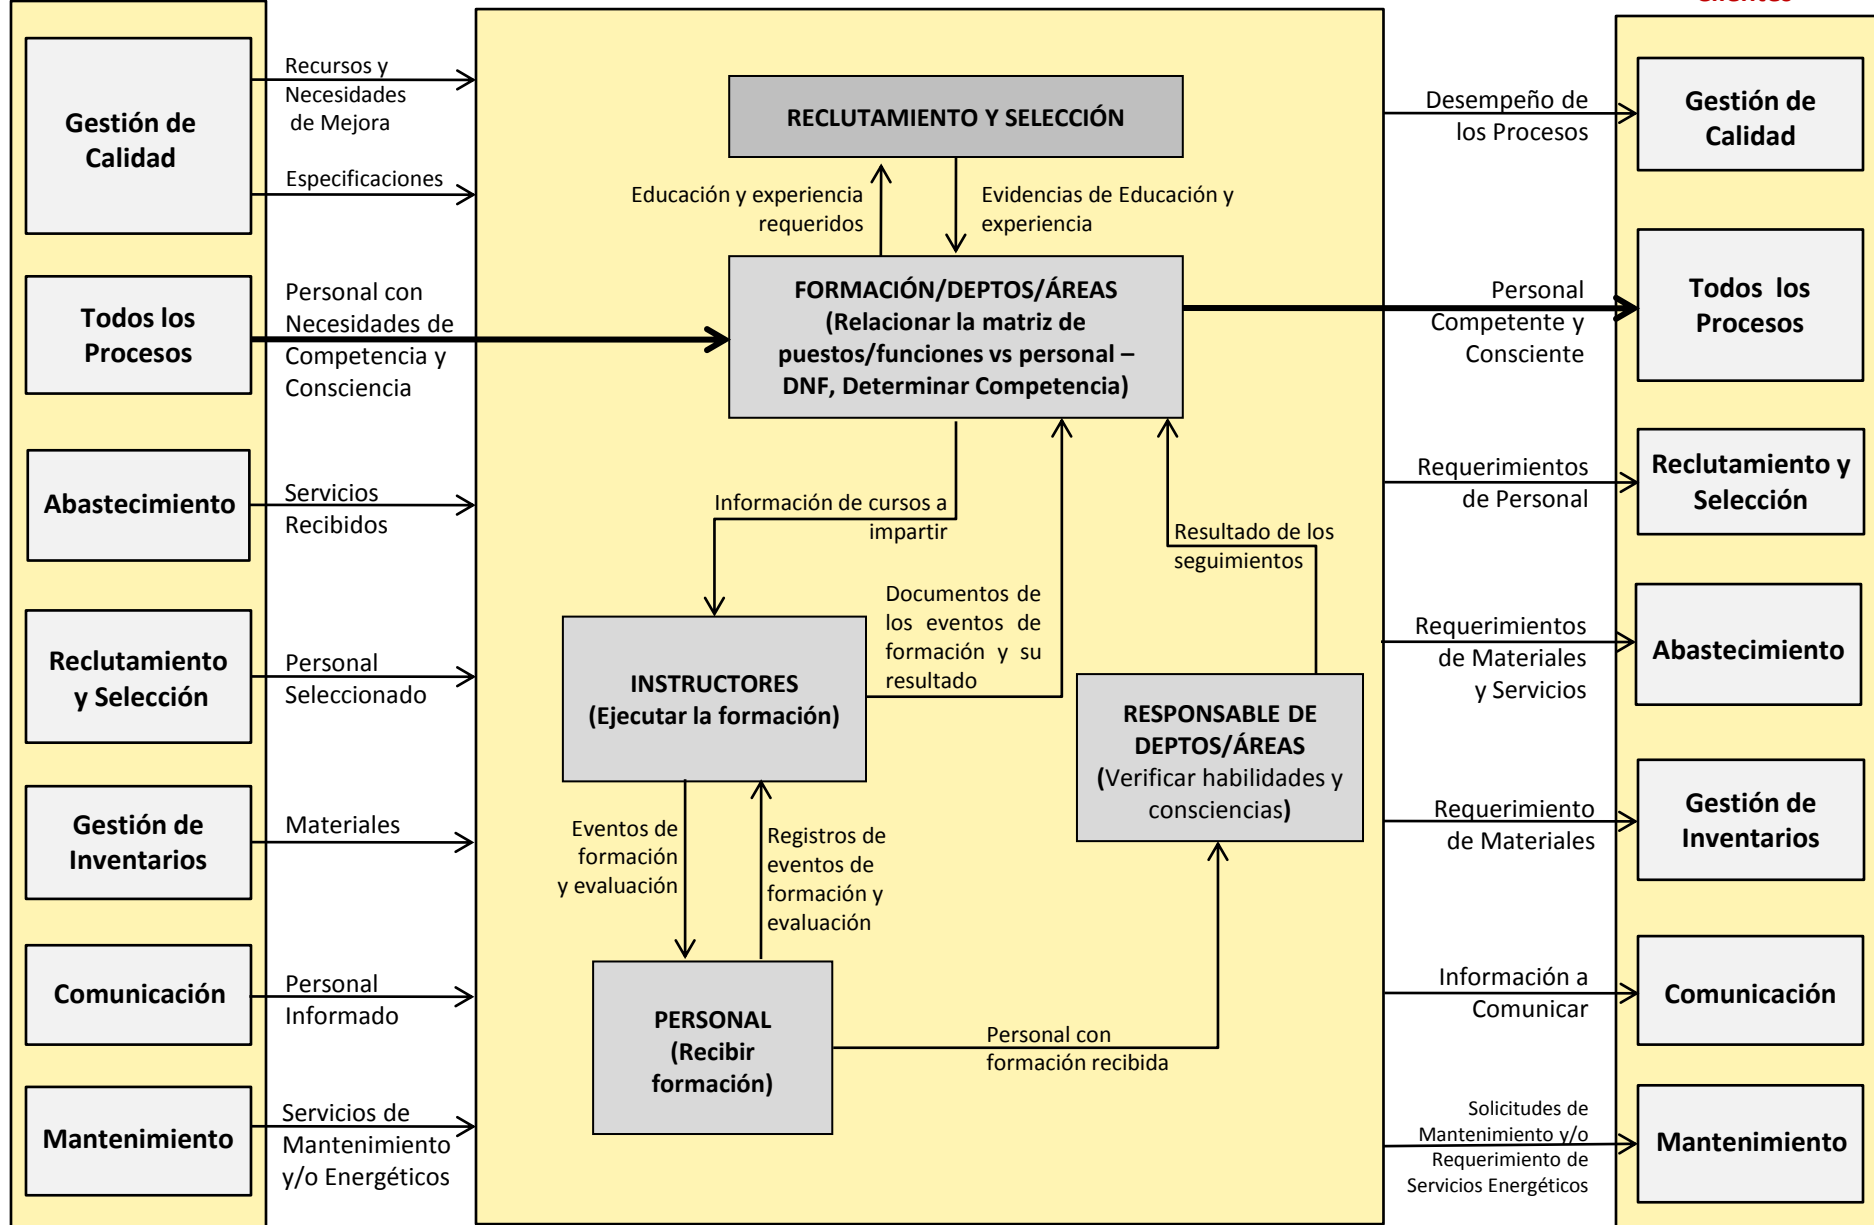 Clientes
Gestión de
Calidad
Todos los
Procesos
Abastecimiento
Reclutamiento
y Selección
Gestión de
Inventarios
Comunicación
Mantenimiento
Recursos y
Necesidades
de Mejora
Especificaciones
Personal con
Necesidades de
Competencia y
Consciencia
Servicios
Recibidos
Personal
Seleccionado
Materiales
Personal
Informado
Servicios de
Mantenimiento
y/o Energéticos
RECLUTAMIENTO Y SELECCIÓN
Educación y experiencia
requeridos
Evidencias de Educación y
experiencia
FORMACIÓN/DEPTOS/ÁREAS
(Relacionar la matriz de
puestos/funciones vs personal –
DNF, Determinar Competencia)
Información de cursos a
impartir
Resultado de los
seguimientos
Documentos de
los eventos de
formación y su
resultado
INSTRUCTORES
(Ejecutar la formación)
RESPONSABLE DE
DEPTOS/ÁREAS
(Verificar habilidades y
consciencias)
Eventos de
formación
y evaluación
Registros de
eventos de
formación y
evaluación
PERSONAL
(Recibir
formación)
Personal con
formación recibida
Desempeño de
los Procesos
Personal
Competente y
Consciente
Requerimientos
de Personal
Requerimientos
de Materiales
y Servicios
Requerimiento
de Materiales
Información a
Comunicar
Solicitudes de
Mantenimiento y/o
Requerimiento de
Servicios Energéticos
Gestión de
Calidad
Todos los
Procesos
Reclutamiento y
Selección
Abastecimiento
Gestión de
Inventarios
Comunicación
Mantenimiento